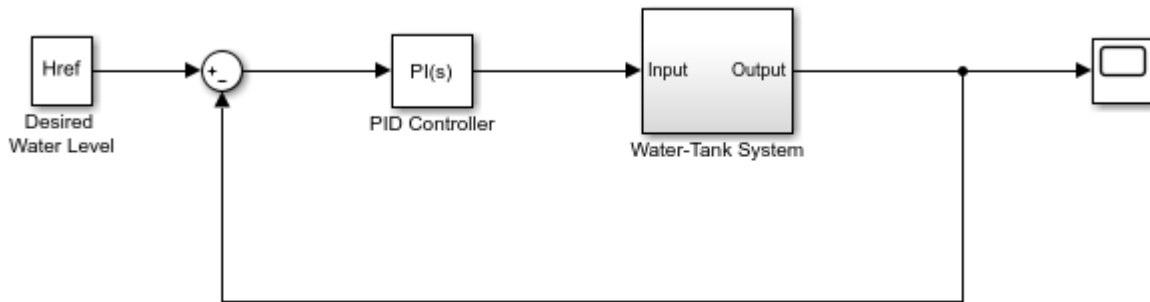 Href
Desired
Water Level
+
−
PI(s)
PID Controller
Input
Output
Water-Tank System